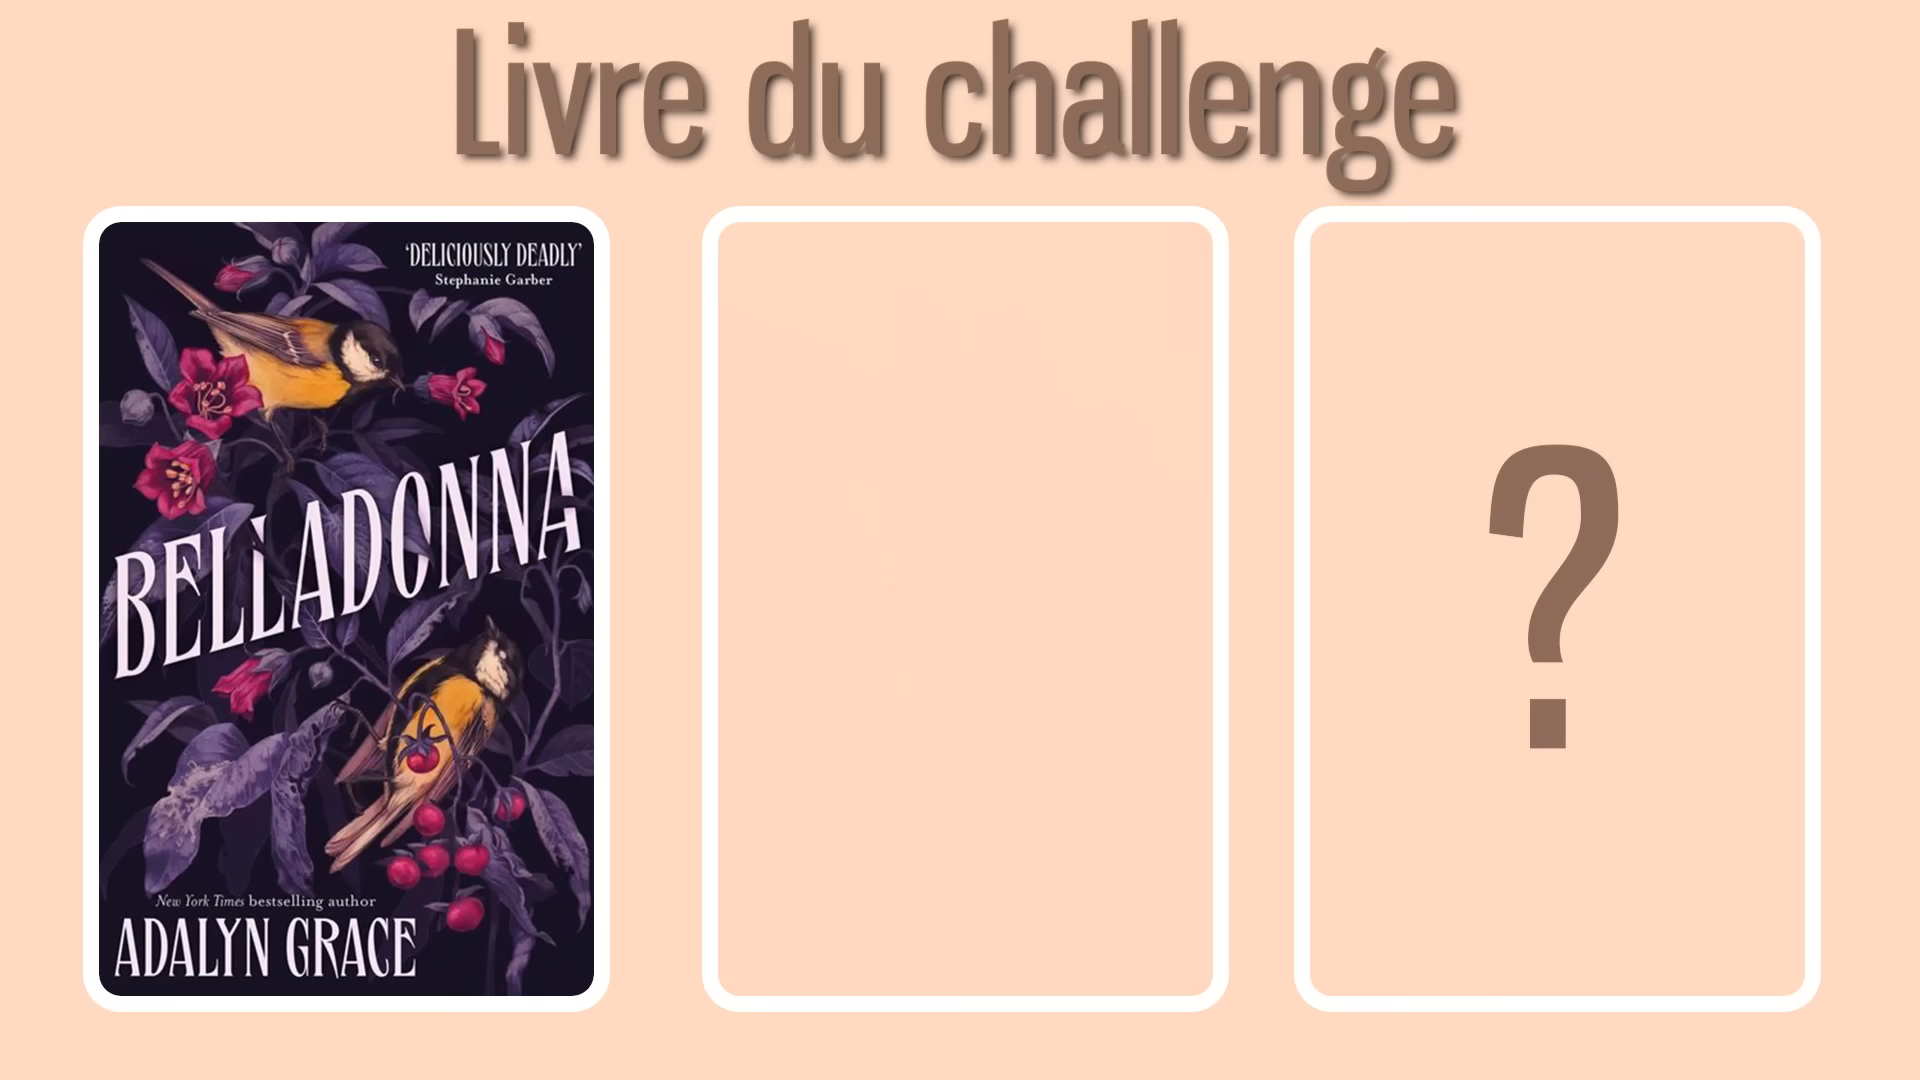 Livre du challenge
'DELICIOUSLY DEADLY'
Stephanie Garber
BELLADONNA
New York Times bestselling author
ADALYN GRACE
?